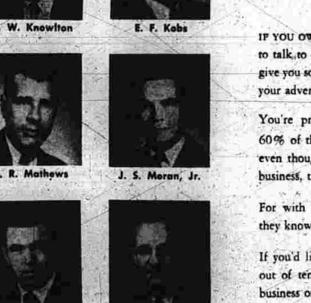 W. Knowlton
E. F. Kobs
R. Mathews
J. S. Moran, Jr.
IF YOU OW
to talk to
give you so
your adver
You're pr
60% of th
even thoug
business, t
For with
they know
If you'd li
out of ten
business o